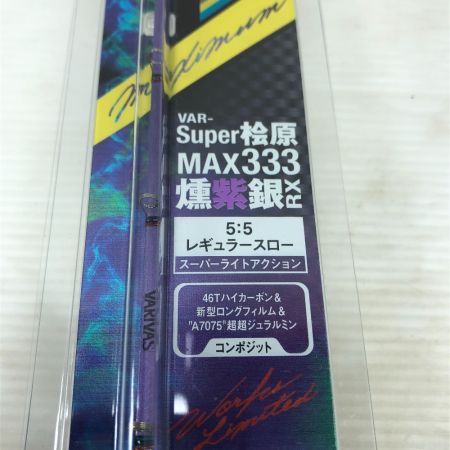 Maximum
VAR-
Super桧原
MAX333
燻紫銀RX
5:5
レギュラースロー
スーパーライトアクション
46Tハイカーボン&
新型ロングフィルム&
"A7075"超超ジュラルミン
コンポジット
VARIVAS
Works
Limited